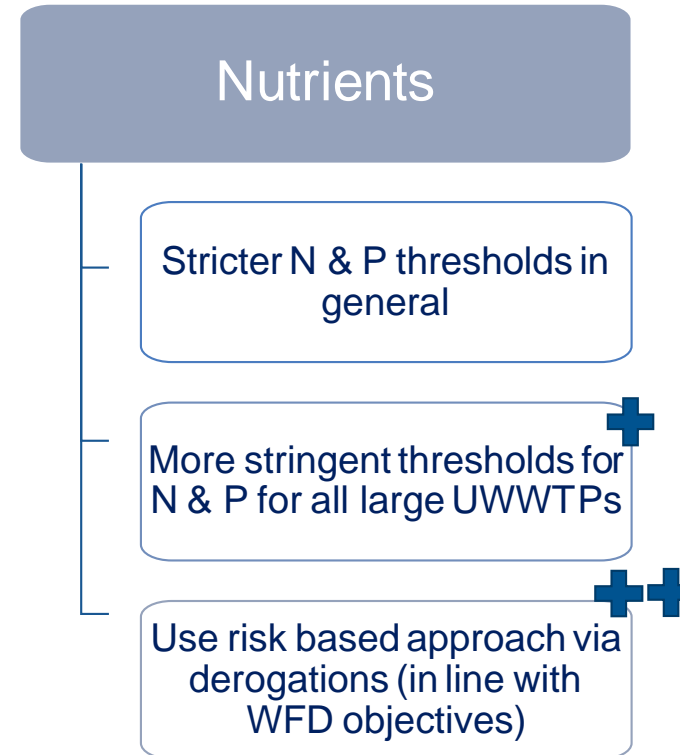 Nutrients
Stricter N & P thresholds in
general
More stringent thresholds for
N & P for all large UWWTPs
Use risk based approach via
derogations (in line with
WFD objectives)